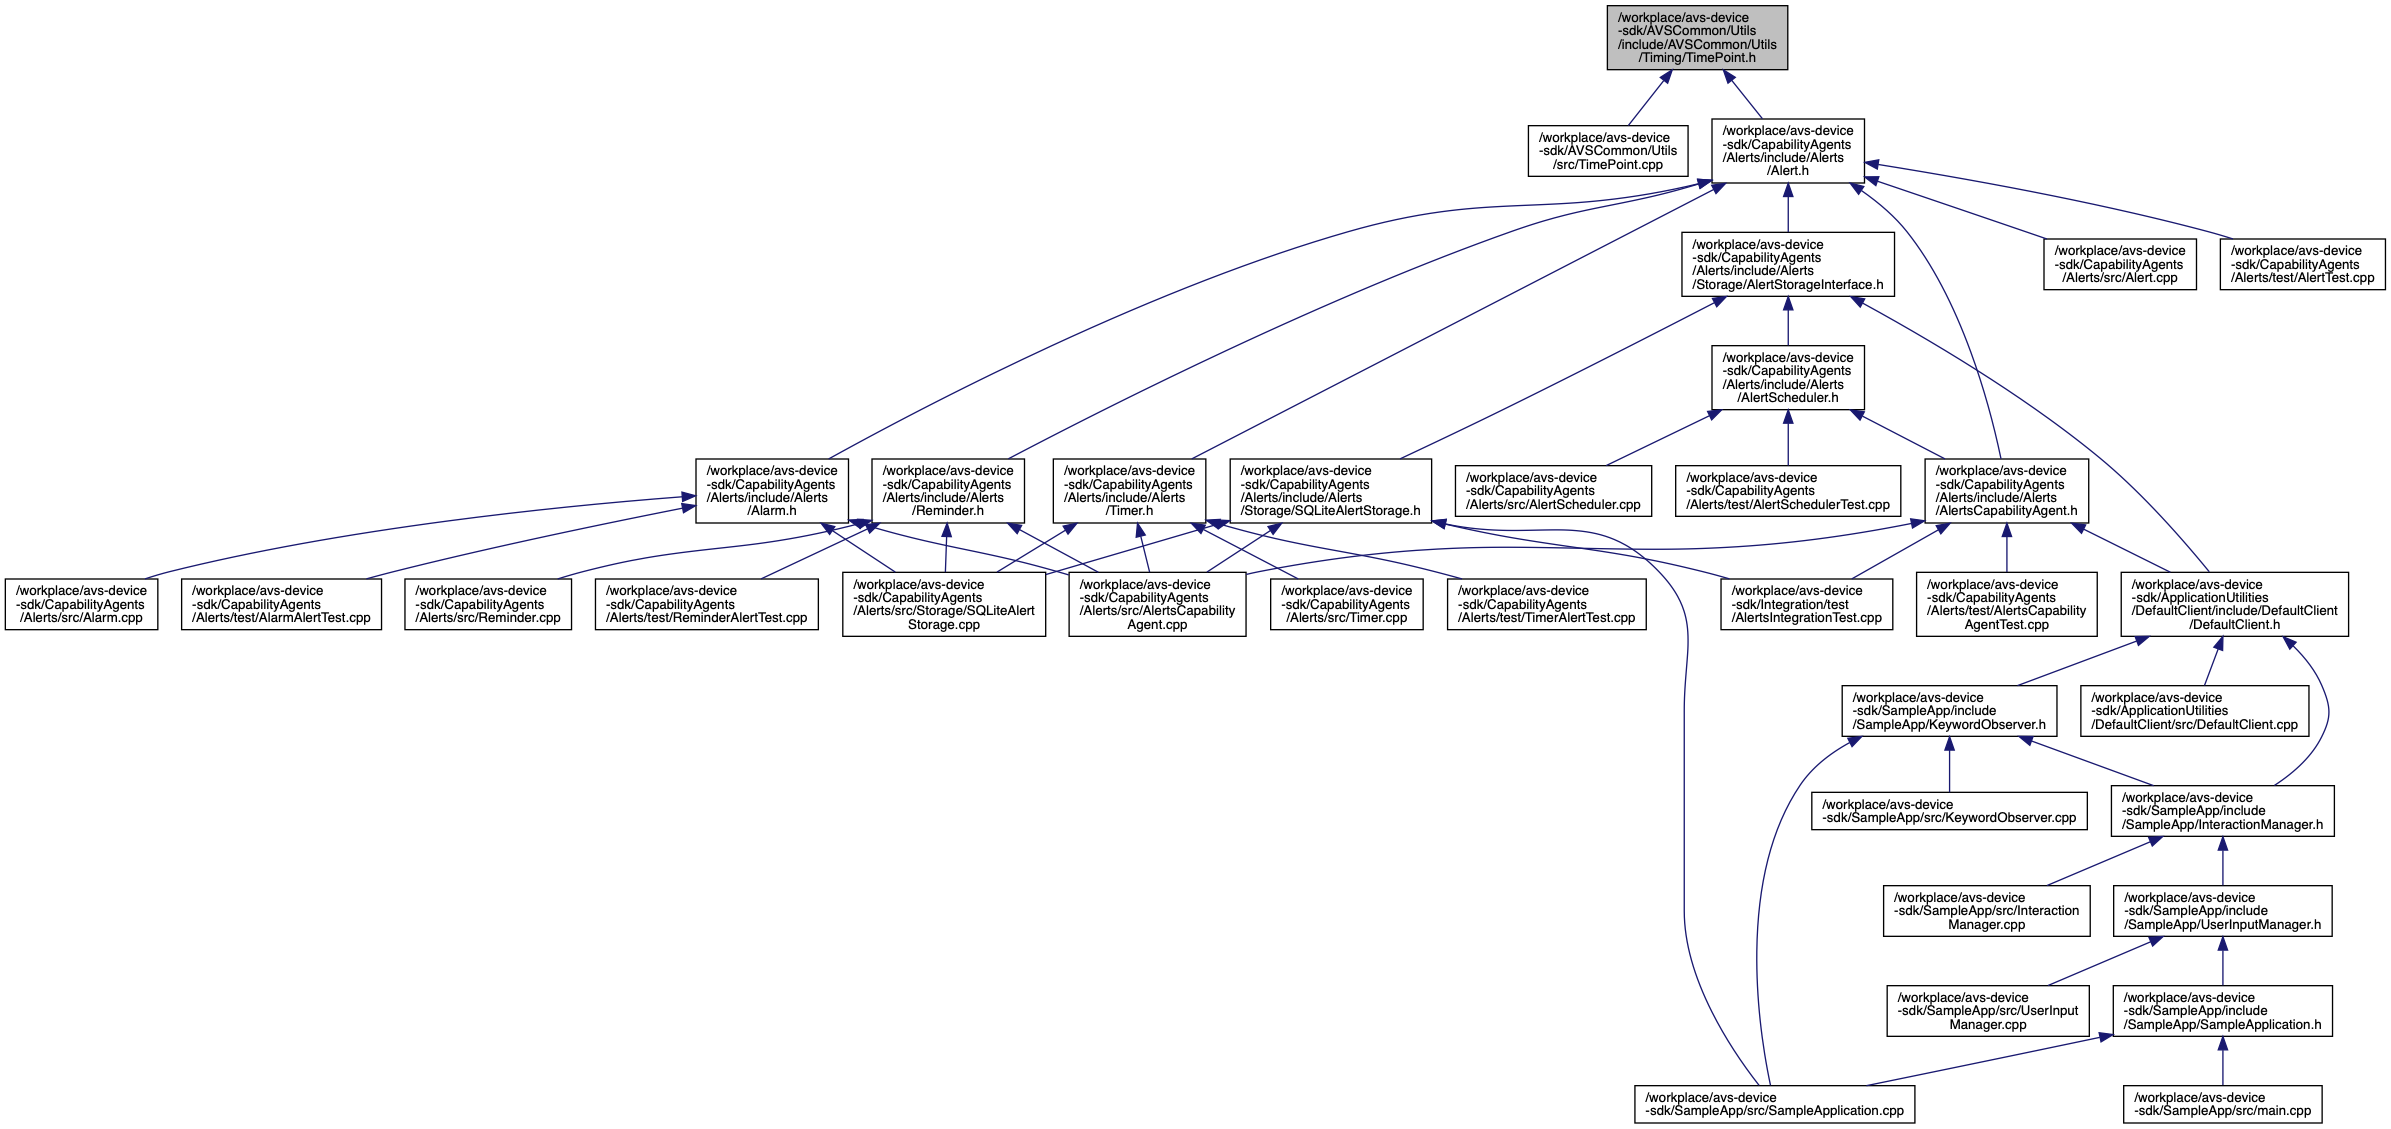 /workplace/avs-device
-sdk/AVSCommon/Utils
/include/AVSCommon/Utils
/Timing/TimePoint.h
/workplace/avs-device
-sdk/AVSCommon/Utils
/src/TimePoint.cpp
/workplace/avs-device
-sdk/CapabilityAgents
/Alerts/include/Alerts
/Alert.h
/workplace/avs-device
-sdk/CapabilityAgents
/Alerts/include/Alerts
/Storage/AlertStorageInterface.h
/workplace/avs-device
-sdk/CapabilityAgents
/Alerts/src/Alert.cpp
/workplace/avs-device
-sdk/CapabilityAgents
/Alerts/test/AlertTest.cpp
/workplace/avs-device
-sdk/CapabilityAgents
/Alerts/include/Alerts
/AlertScheduler.h
/workplace/avs-device
-sdk/CapabilityAgents
/Alerts/include/Alerts
/Alarm.h
/workplace/avs-device
-sdk/CapabilityAgents
/Alerts/include/Alerts
/Reminder.h
/workplace/avs-device
-sdk/CapabilityAgents
/Alerts/include/Alerts
/Timer.h
/workplace/avs-device
-sdk/CapabilityAgents
/Alerts/include/Alerts
/Storage/SQLiteAlertStorage.h
/workplace/avs-device
-sdk/CapabilityAgents
/Alerts/src/AlertScheduler.cpp
/workplace/avs-device
-sdk/CapabilityAgents
/Alerts/test/AlertSchedulerTest.cpp
/workplace/avs-device
-sdk/CapabilityAgents
/Alerts/include/Alerts
/AlertsCapabilityAgent.h
/workplace/avs-device
-sdk/CapabilityAgents
/Alerts/src/Alarm.cpp
/workplace/avs-device
-sdk/CapabilityAgents
/Alerts/test/AlarmAlertTest.cpp
/workplace/avs-device
-sdk/CapabilityAgents
/Alerts/src/Reminder.cpp
/workplace/avs-device
-sdk/CapabilityAgents
/Alerts/test/ReminderAlertTest.cpp
/workplace/avs-device
-sdk/CapabilityAgents
/Alerts/src/Storage/SQLiteAlert
Storage.cpp
/workplace/avs-device
-sdk/CapabilityAgents
/Alerts/src/AlertsCapability
Agent.cpp
/workplace/avs-device
-sdk/CapabilityAgents
/Alerts/src/Timer.cpp
/workplace/avs-device
-sdk/CapabilityAgents
/Alerts/test/TimerAlertTest.cpp
/workplace/avs-device
-sdk/Integration/test
/AlertsIntegrationTest.cpp
/workplace/avs-device
-sdk/CapabilityAgents
/Alerts/test/AlertsCapability
AgentTest.cpp
/workplace/avs-device
-sdk/ApplicationUtilities
/DefaultClient/include/DefaultClient
/DefaultClient.h
/workplace/avs-device
-sdk/SampleApp/include
/SampleApp/KeywordObserver.h
/workplace/avs-device
-sdk/ApplicationUtilities
/DefaultClient/src/DefaultClient.cpp
/workplace/avs-device
-sdk/SampleApp/src/KeywordObserver.cpp
/workplace/avs-device
-sdk/SampleApp/include
/SampleApp/InteractionManager.h
/workplace/avs-device
-sdk/SampleApp/src/Interaction
Manager.cpp
/workplace/avs-device
-sdk/SampleApp/include
/SampleApp/UserInputManager.h
/workplace/avs-device
-sdk/SampleApp/src/UserInput
Manager.cpp
/workplace/avs-device
-sdk/SampleApp/include
/SampleApp/SampleApplication.h
/workplace/avs-device
-sdk/SampleApp/src/SampleApplication.cpp
/workplace/avs-device
-sdk/SampleApp/src/main.cpp